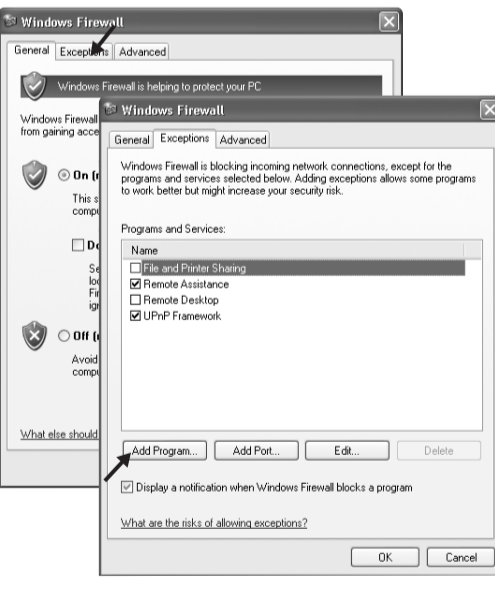 Windows Firewall
General Exceptions Advanced
Windows Firewall is helping to protect your PC
Windows Firewall
from gaining acce
On (r
This s
compu
Do
Se
loc
Fir
ign
Off (
Avoid
compu
What else should
Windows Firewall
General Exceptions Advanced
Windows Firewall is blocking incoming network connections, except for the
programs and services selected below. Adding exceptions allows some programs
to work better but might increase your security risk.
Programs and Services:
Name
File and Printer Sharing
Remote Assistance
Remote Desktop
UPnP Framework
Add Program... Add Port... Edit... Delete
Display a notification when Windows Firewall blocks a program
What are the risks of allowing exceptions?
OK Cancel